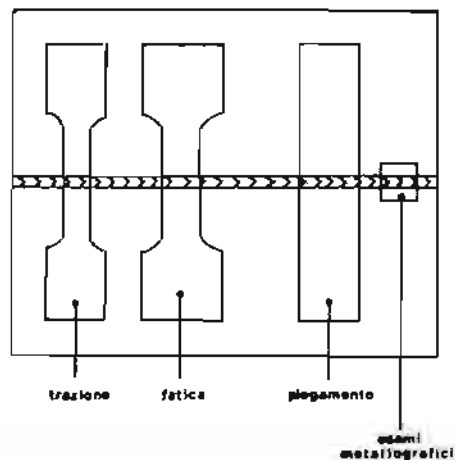 trazione
fatica
piegamento
esami
metallografici